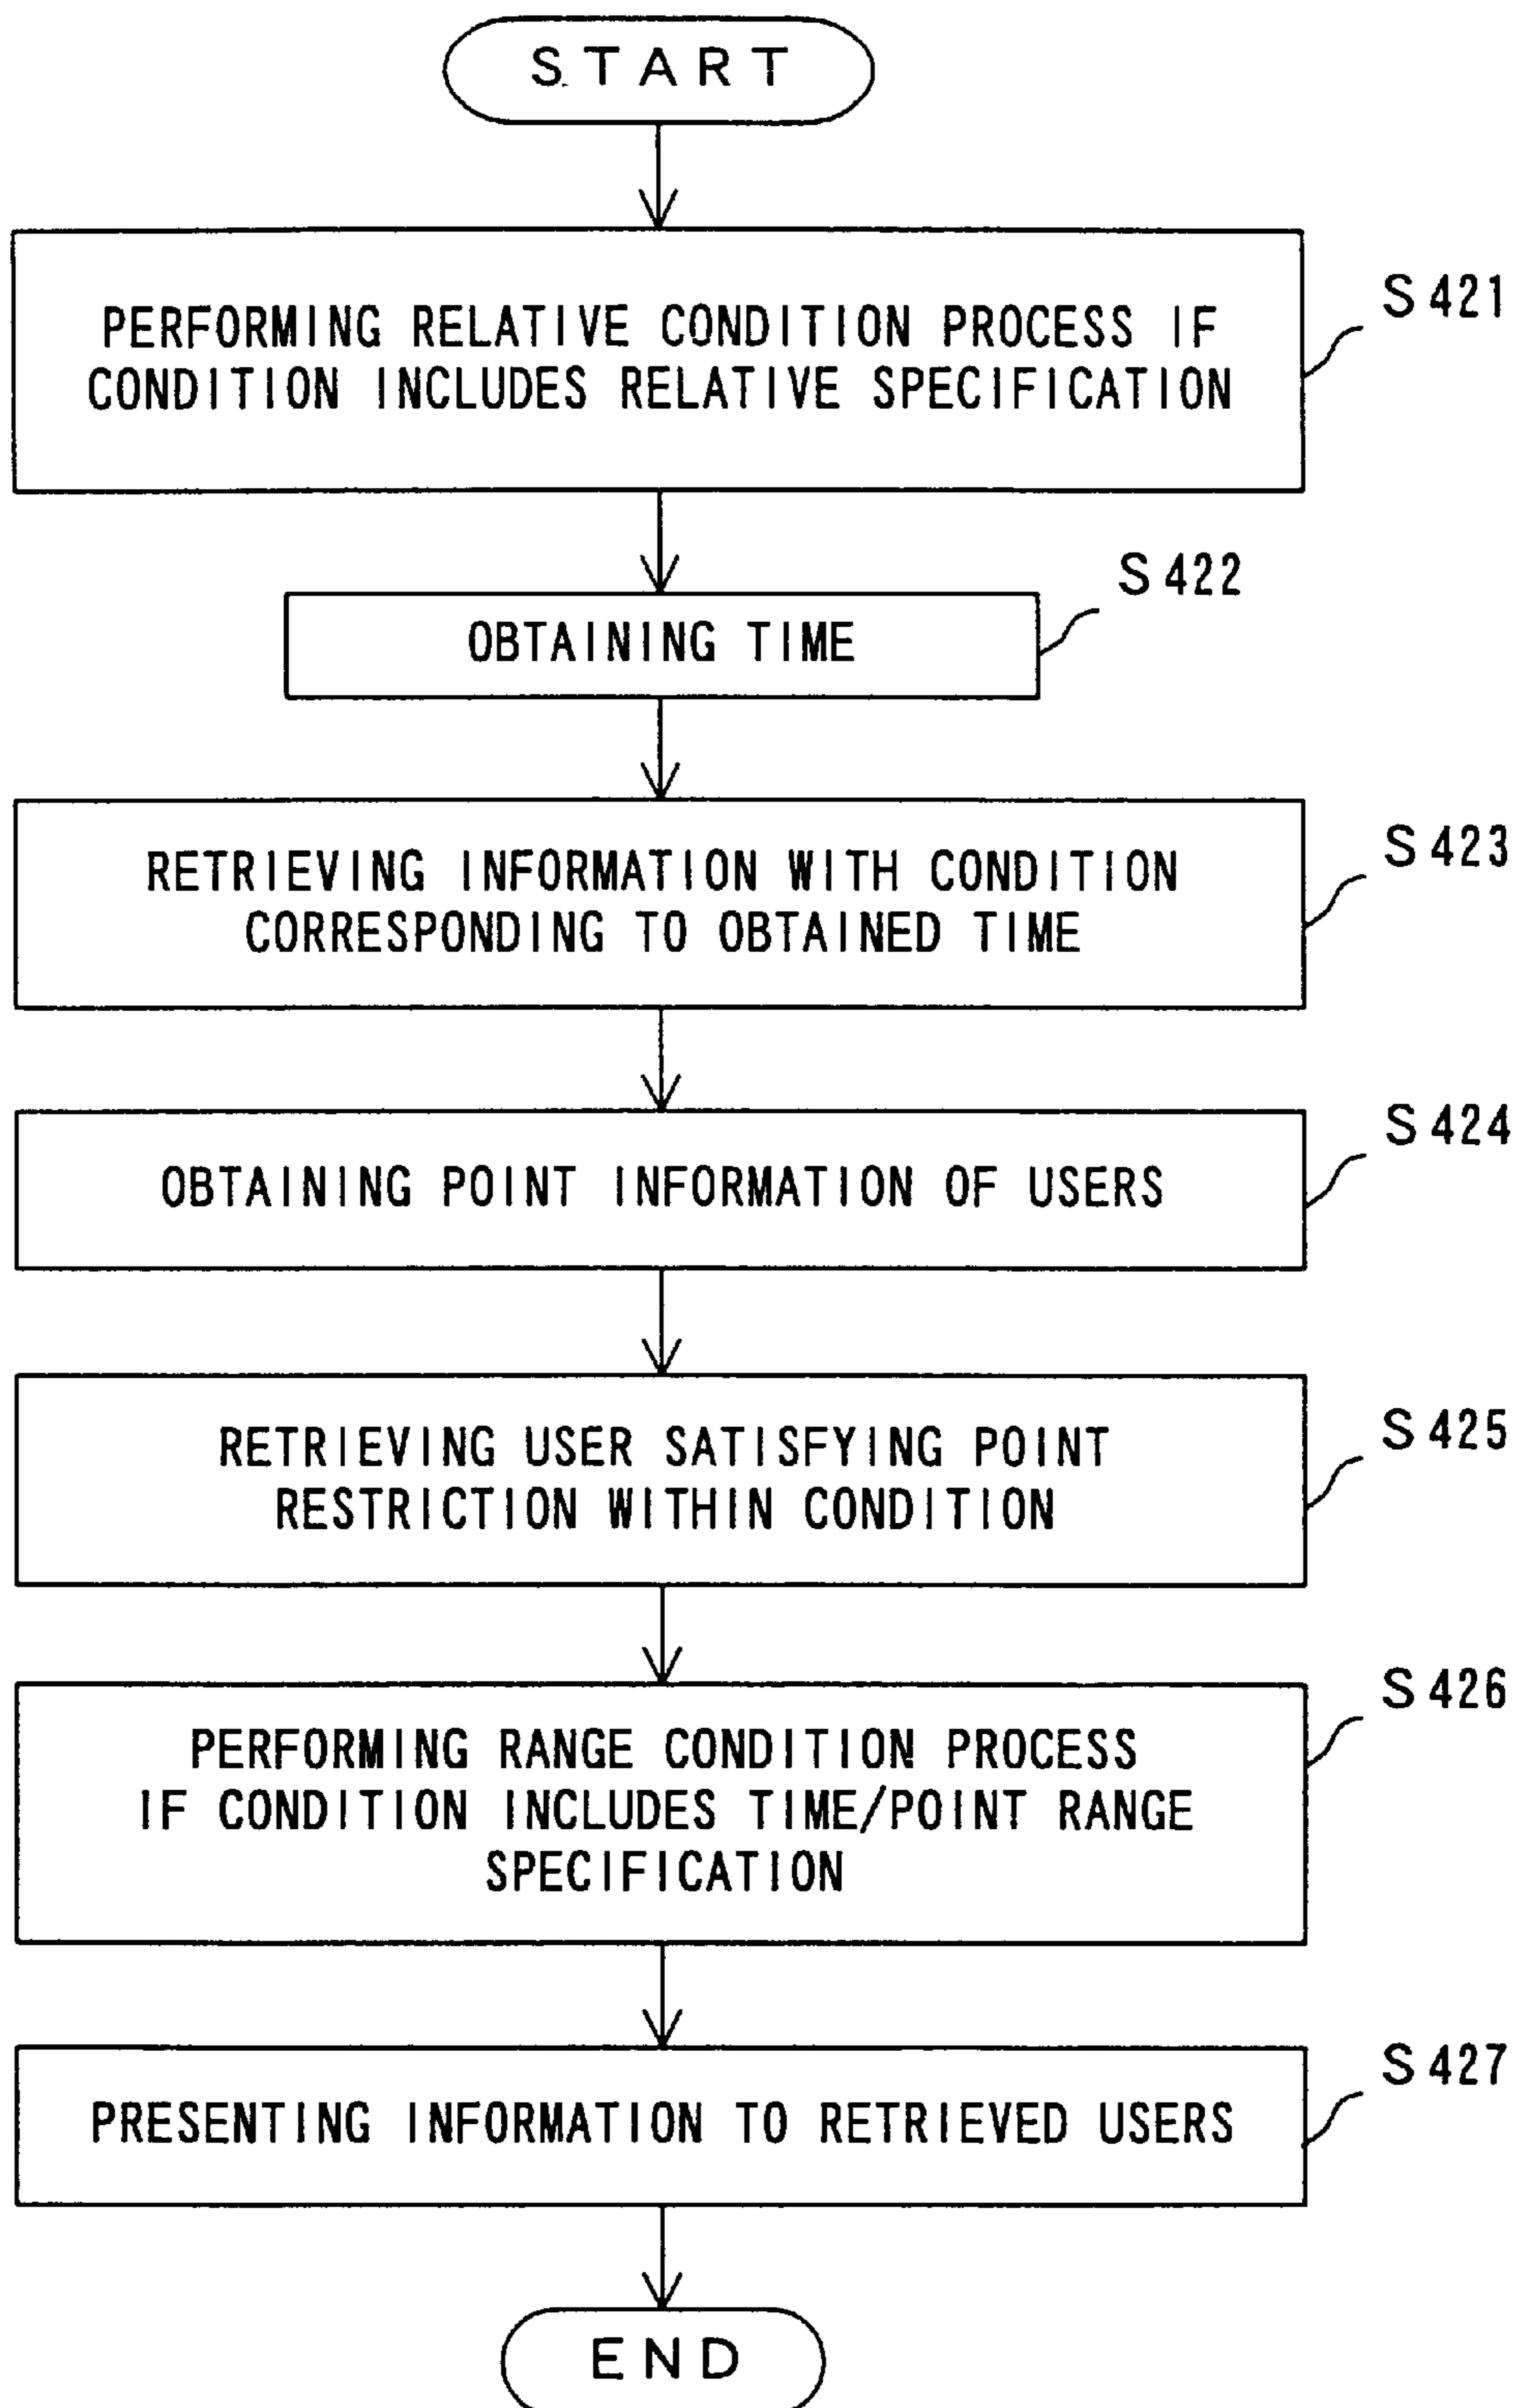 START
PERFORMING RELATIVE CONDITION PROCESS IF
CONDITION INCLUDES RELATIVE SPECIFICATION
S421
OBTAINING TIME
S422
RETRIEVING INFORMATION WITH CONDITION
CORRESPONDING TO OBTAINED TIME
S423
OBTAINING POINT INFORMATION OF USERS
S424
RETRIEVING USER SATISFYING POINT
RESTRICTION WITHIN CONDITION
S425
PERFORMING RANGE CONDITION PROCESS
IF CONDITION INCLUDES TIME/POINT RANGE
SPECIFICATION
S426
PRESENTING INFORMATION TO RETRIEVED USERS
S427
END